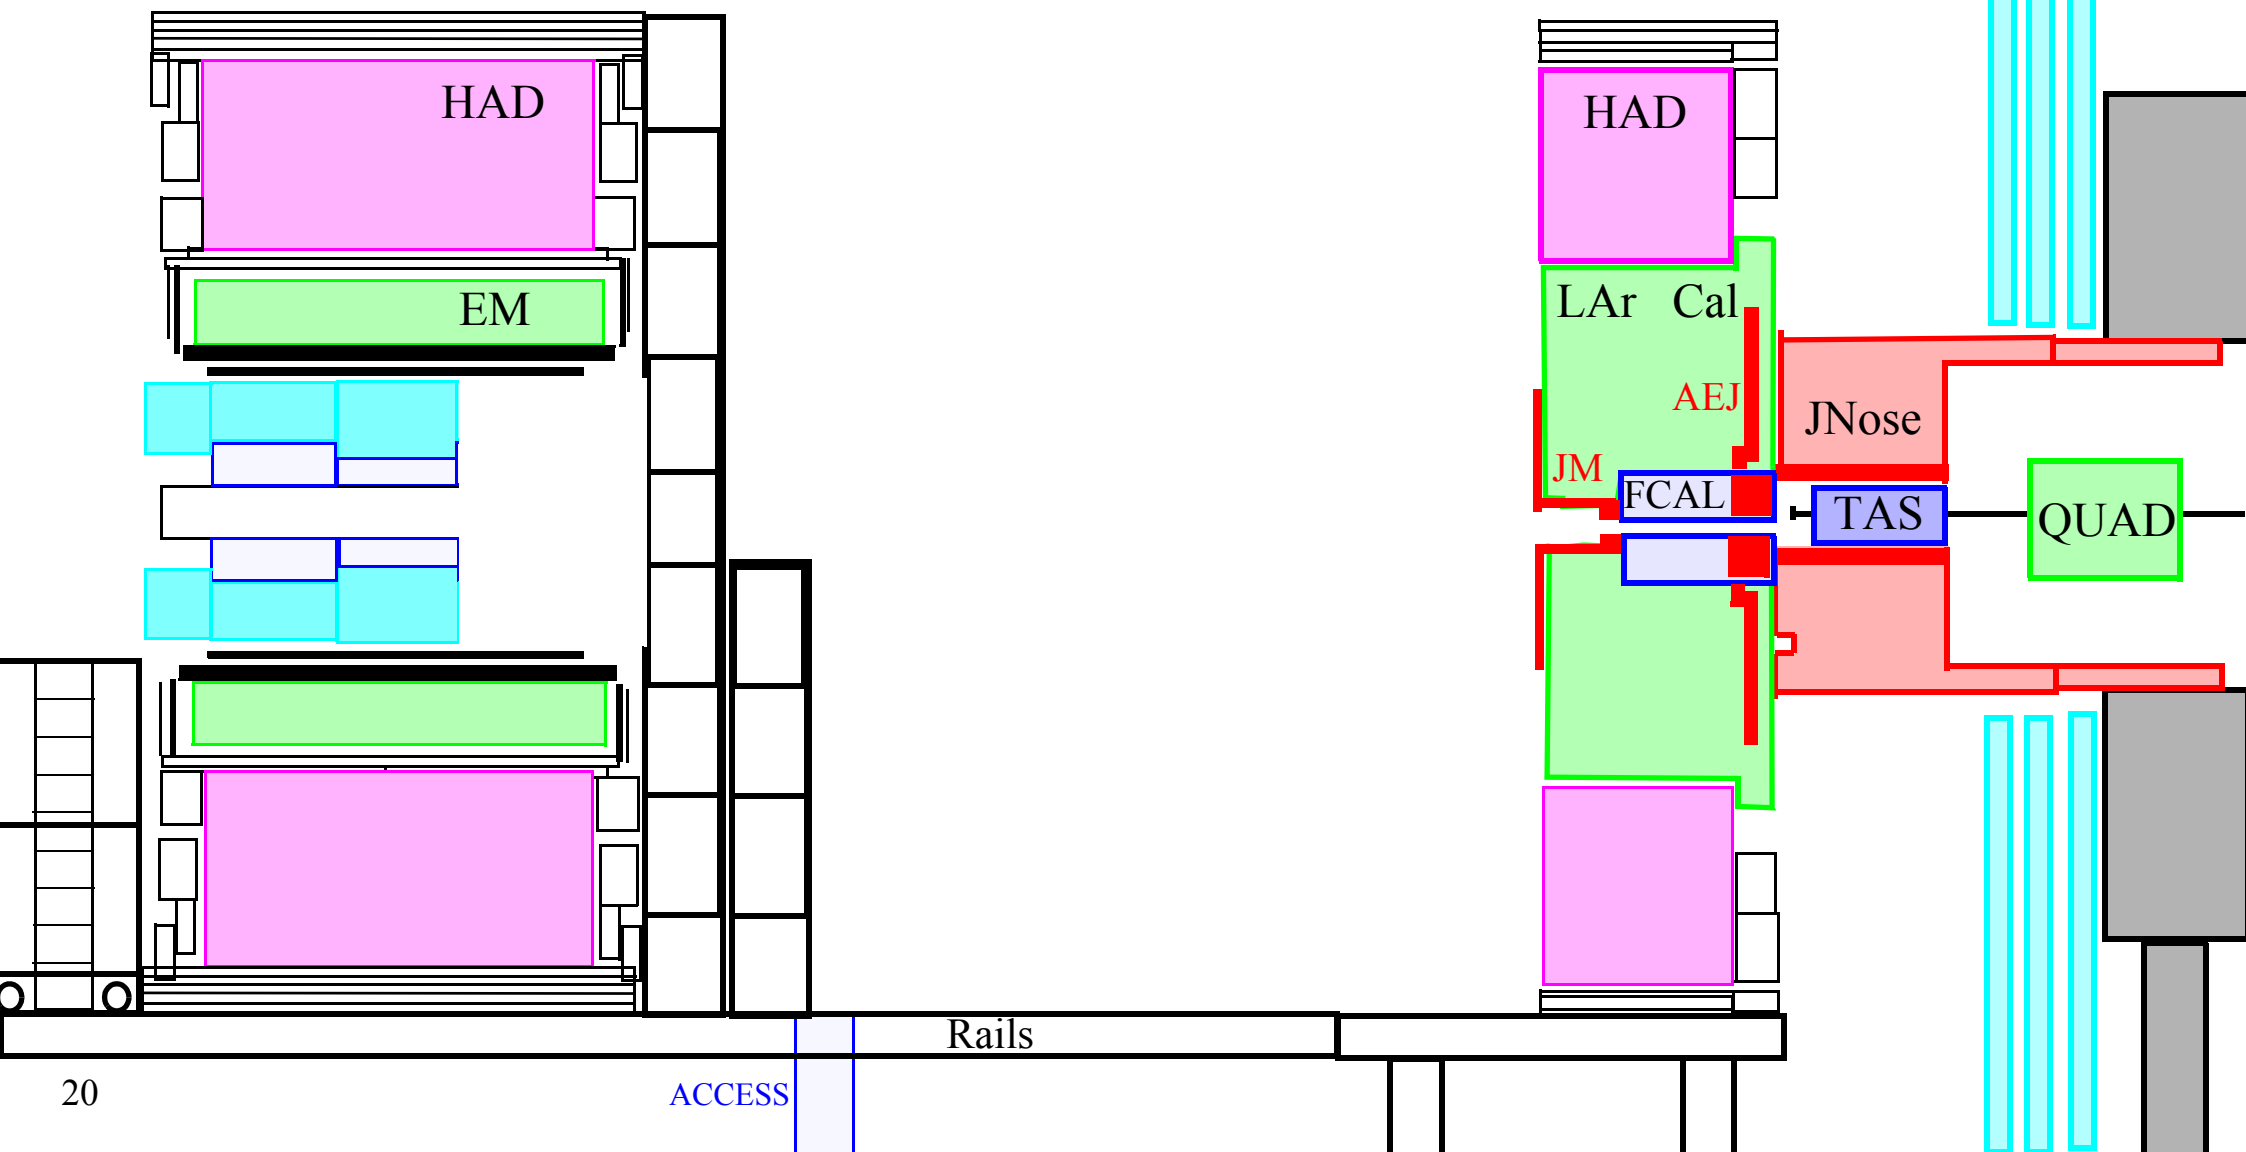 HAD
HAD
EM
LAr Cal
AEJ
JNose
JM
FCAL
TAS
QUAD
Rails
20
ACCESS